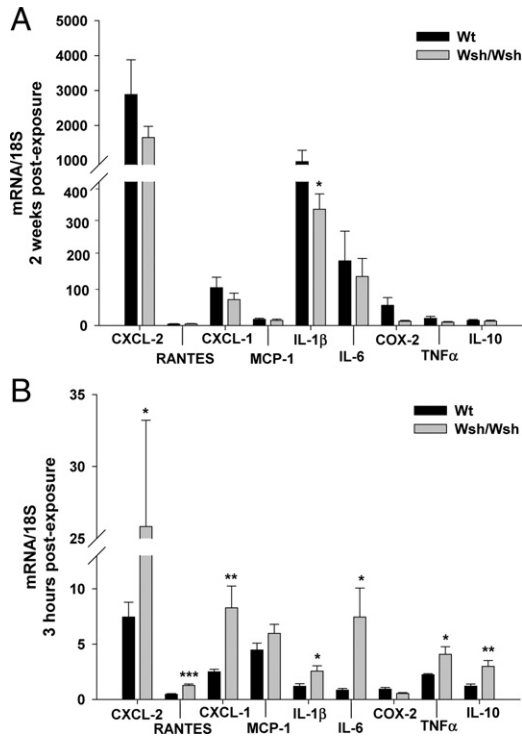 A
5000
Wt
Wsh/Wsh
4000
3000
2000
1000
400
300
200
100
0
mRNA/18S
2 weeks post-exposure
*
CXCL-2
CXCL-1
IL-1β
COX-2
IL-10
RANTES
MCP-1
IL-6
TNFα
B
35
Wt
Wsh/Wsh
30
25
10
5
0
mRNA/18S
3 hours post-exposure
*
***
**
*
*
*
**
CXCL-2
CXCL-1
IL-1β
COX-2
IL-10
RANTES
MCP-1
IL-6
TNFα